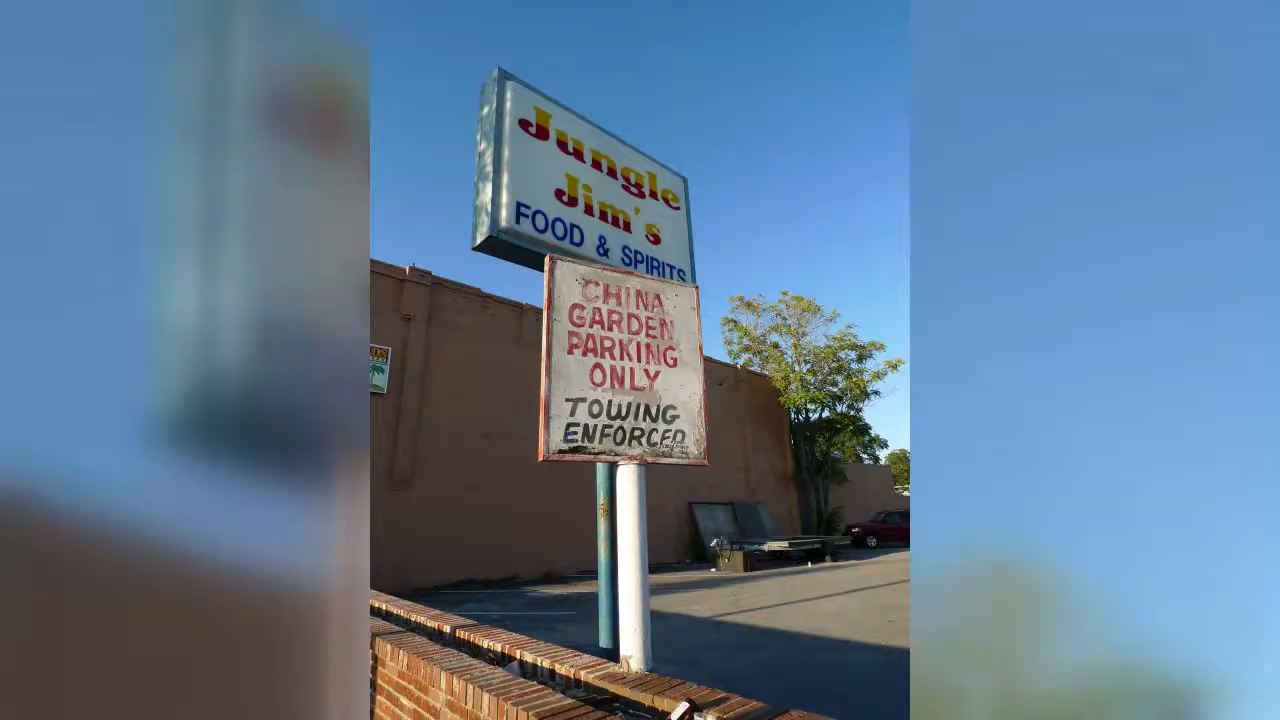 Jungle
Jim's
FOOD & SPIRITS
CHINA
GARDEN
PARKING
ONLY
TOWING
ENFORCED